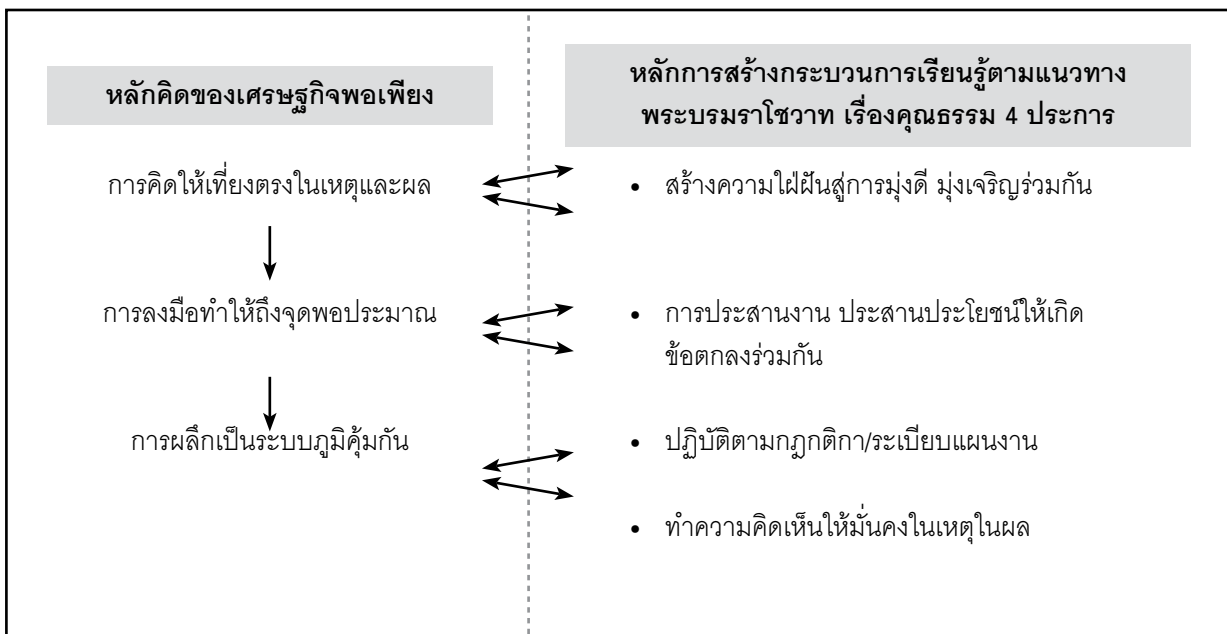 หลักคิดของเศรษฐกิจพอเพียง
การคิดให้เที่ยงตรงในเหตุและผล
การลงมือทำให้ถึงจุดพอประมาณ
การผลึกเป็นระบบภูมิคุ้มกัน
หลักการสร้างกระบวนการเรียนรู้ตามแนวทาง
พระบรมราโชวาท เรื่องคุณธรรม 4 ประการ
• สร้างความใฝ่ฝันสู่การมุ่งดี มุ่งเจริญร่วมกัน
• การประสานงาน ประสานประโยชน์ให้เกิด
ข้อตกลงร่วมกัน
• ปฏิบัติตามกฎกติกา/ระเบียบแผนงาน
• ทำความคิดเห็นให้มั่นคงในเหตุในผล